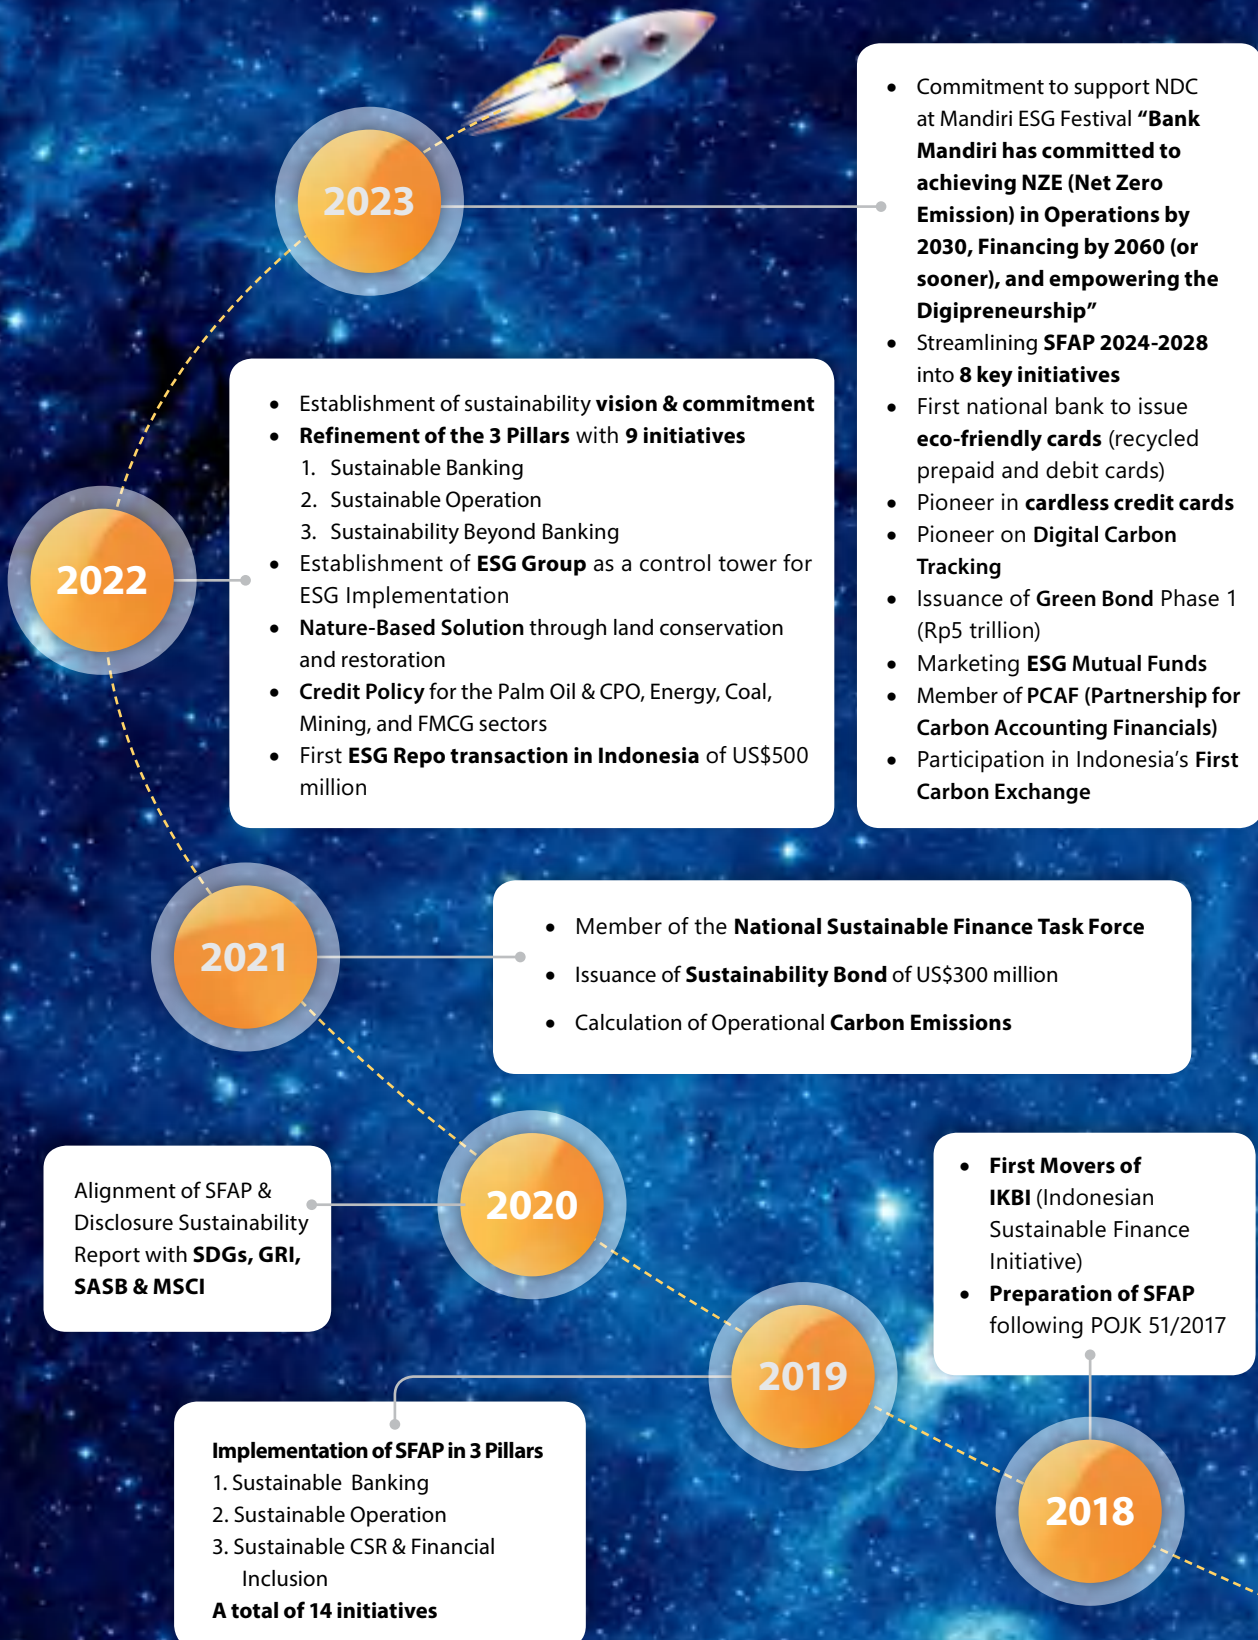 2023
• Commitment to support NDC
at Mandiri ESG Festival “Bank
Mandiri has committed to
achieving NZE (Net Zero
Emission) in Operations by
2030, Financing by 2060 (or
sooner), and empowering the
Digipreneurship”
• Streamlining SFAP 2024-2028
into 8 key initiatives
• First national bank to issue
eco-friendly cards (recycled
prepaid and debit cards)
• Pioneer in cardless credit cards
• Pioneer on Digital Carbon
Tracking
• Issuance of Green Bond Phase 1
(Rp5 trillion)
• Marketing ESG Mutual Funds
• Member of PCAF (Partnership for
Carbon Accounting Financials)
• Participation in Indonesia’s First
Carbon Exchange
2022
• Establishment of sustainability vision & commitment
• Refinement of the 3 Pillars with 9 initiatives
1. Sustainable Banking
2. Sustainable Operation
3. Sustainability Beyond Banking
• Establishment of ESG Group as a control tower for
ESG Implementation
• Nature-Based Solution through land conservation
and restoration
• Credit Policy for the Palm Oil & CPO, Energy, Coal,
Mining, and FMCG sectors
• First ESG Repo transaction in Indonesia of US$500
million
2021
• Member of the National Sustainable Finance Task Force
• Issuance of Sustainability Bond of US$300 million
• Calculation of Operational Carbon Emissions
2020
Alignment of SFAP &
Disclosure Sustainability
Report with SDGs, GRI,
SASB & MSCI
2019
Implementation of SFAP in 3 Pillars
1. Sustainable Banking
2. Sustainable Operation
3. Sustainable CSR & Financial
Inclusion
A total of 14 initiatives
2018
• First Movers of
IKBI (Indonesian
Sustainable Finance
Initiative)
• Preparation of SFAP
following POJK 51/2017